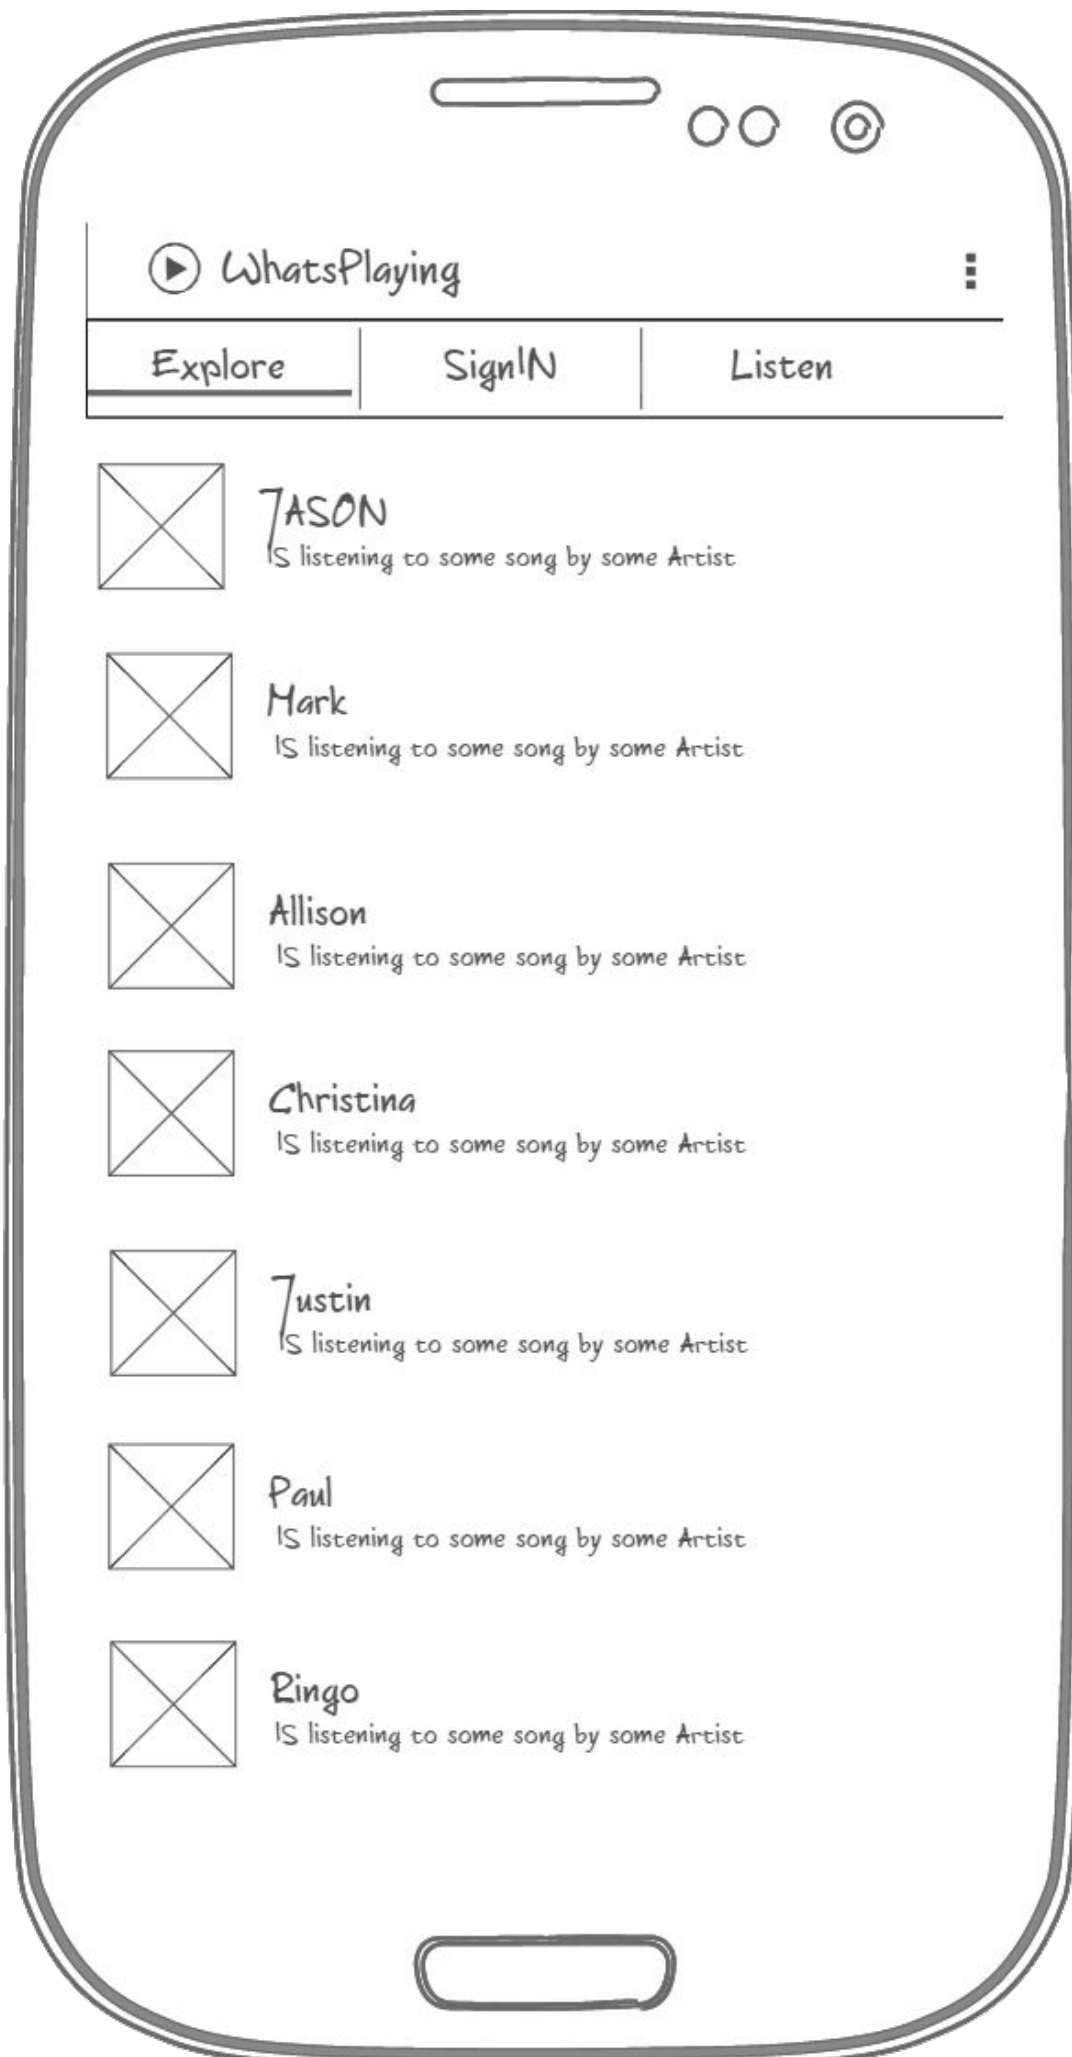 WhatsPlaying
Explore SignIN Listen
JASON
IS listening to some song by some Artist
Mark
IS listening to some song by some Artist
Allison
IS listening to some song by some Artist
Christina
IS listening to some song by some Artist
Justin
IS listening to some song by some Artist
Paul
IS listening to some song by some Artist
Ringo
IS listening to some song by some Artist